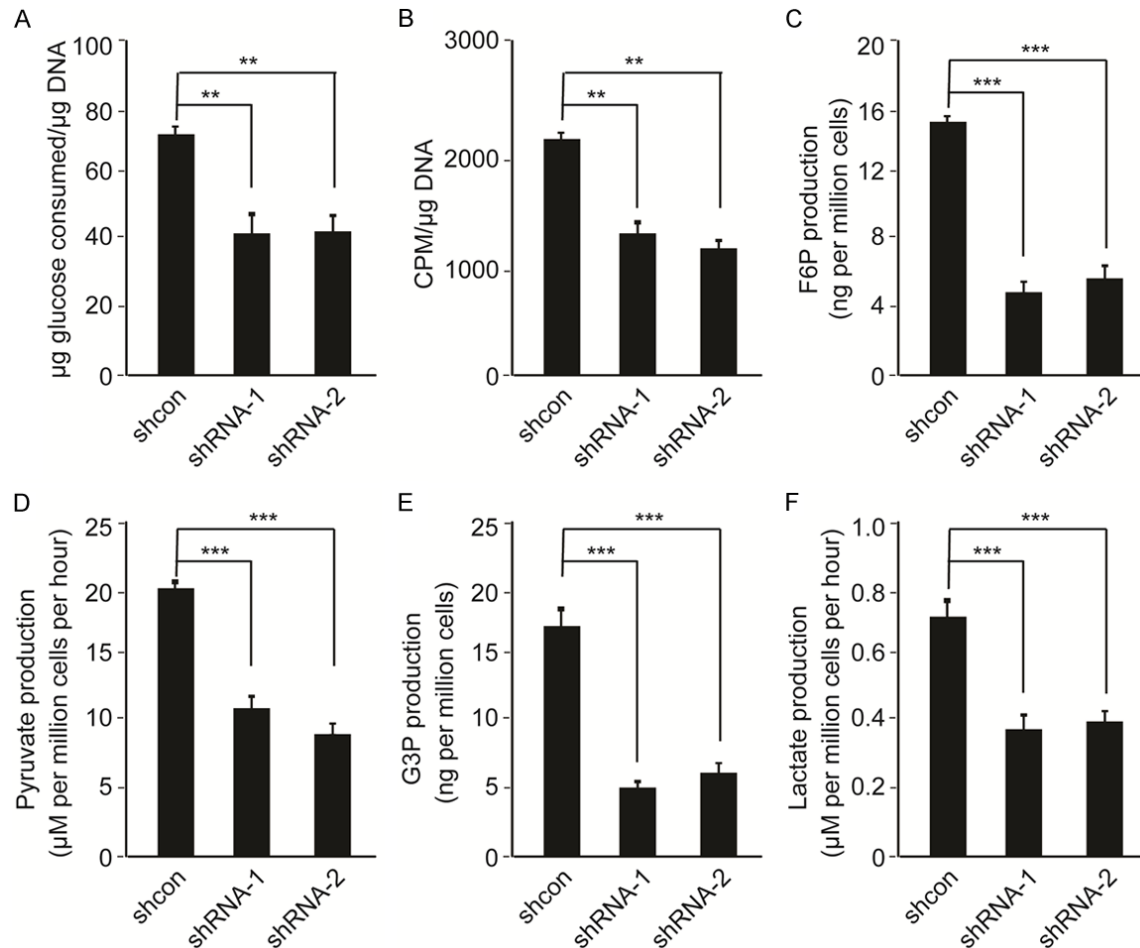 A
µg glucose consumed/µg DNA
100
80
60
40
20
0
**
**
shcon
shRNA-1
shRNA-2
B
CPM/µg DNA
3000
2000
1000
0
**
**
shcon
shRNA-1
shRNA-2
C
F6P production
(ng per million cells)
20
16
12
8
4
0
***
***
shcon
shRNA-1
shRNA-2
D
Pyruvate production
(µM per million cells per hour)
25
20
15
10
5
0
***
***
shcon
shRNA-1
shRNA-2
E
G3P production
(ng per million cells)
25
20
15
10
5
0
***
***
shcon
shRNA-1
shRNA-2
F
Lactate production
(µM per million cells per hour)
1.0
0.8
0.6
0.4
0.2
0
***
***
shcon
shRNA-1
shRNA-2